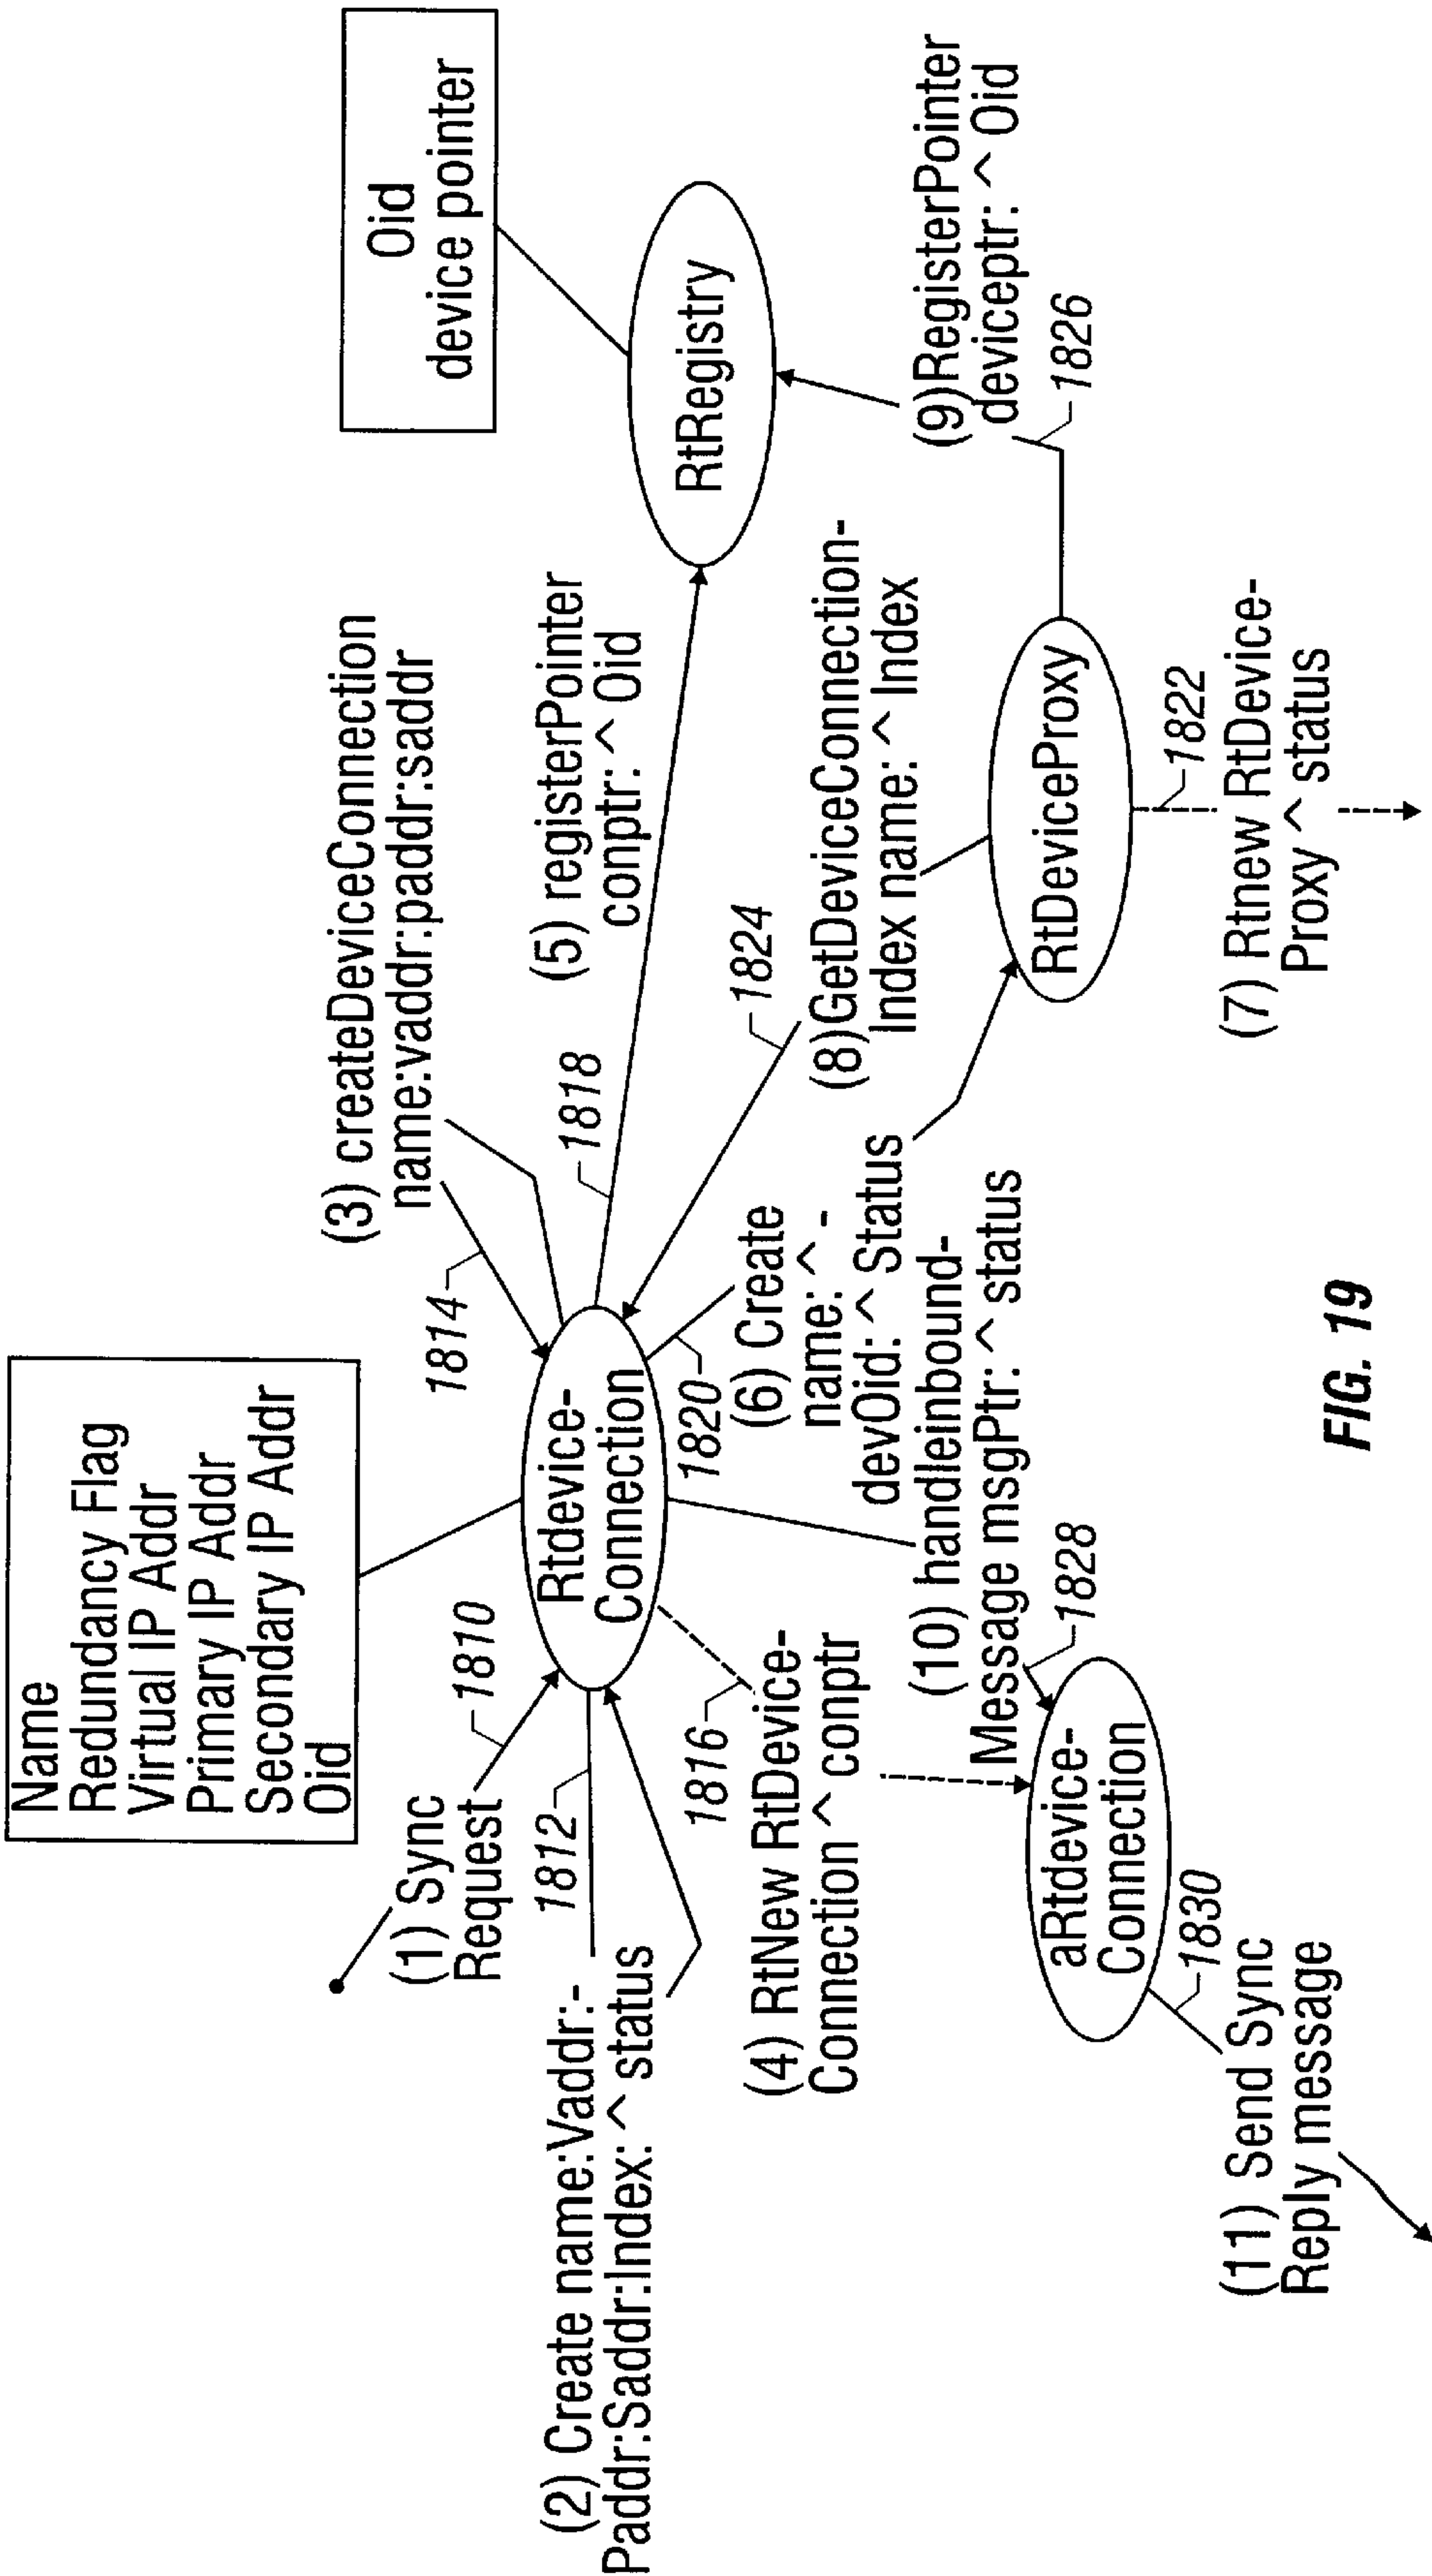 Name
Redundancy Flag
Virtual IP Addr
Primary IP Addr
Secondary IP Addr
Oid
Oid
device pointer
(1) Sync
Request
1810
1814
(3) createDeviceConnection
name:vaddr:paddr:saddr
(2) Create name:Vaddr:-
Paddr:Saddr:Index: ^ status
1812
Rtdevice-
Connection
1818
(5) registerPointer
conptr: ^ Oid
RtRegistry
(4) RtNew RtDevice-
Connection ^ conptr
1816
1820
(6) Create
name: ^ -
devOid: ^ Status
1824
(8)GetDeviceConnection-
Index name: ^ Index
(9)RegisterPointer
deviceptr: ^ Oid
1826
(10) handleinbound-
Message msgPtr: ^ status
1828
RtDeviceProxy
aRtdevice-
Connection
1830
(11) Send Sync
Reply message
1822
(7) Rtnew RtDevice-
Proxy ^ status
FIG. 19